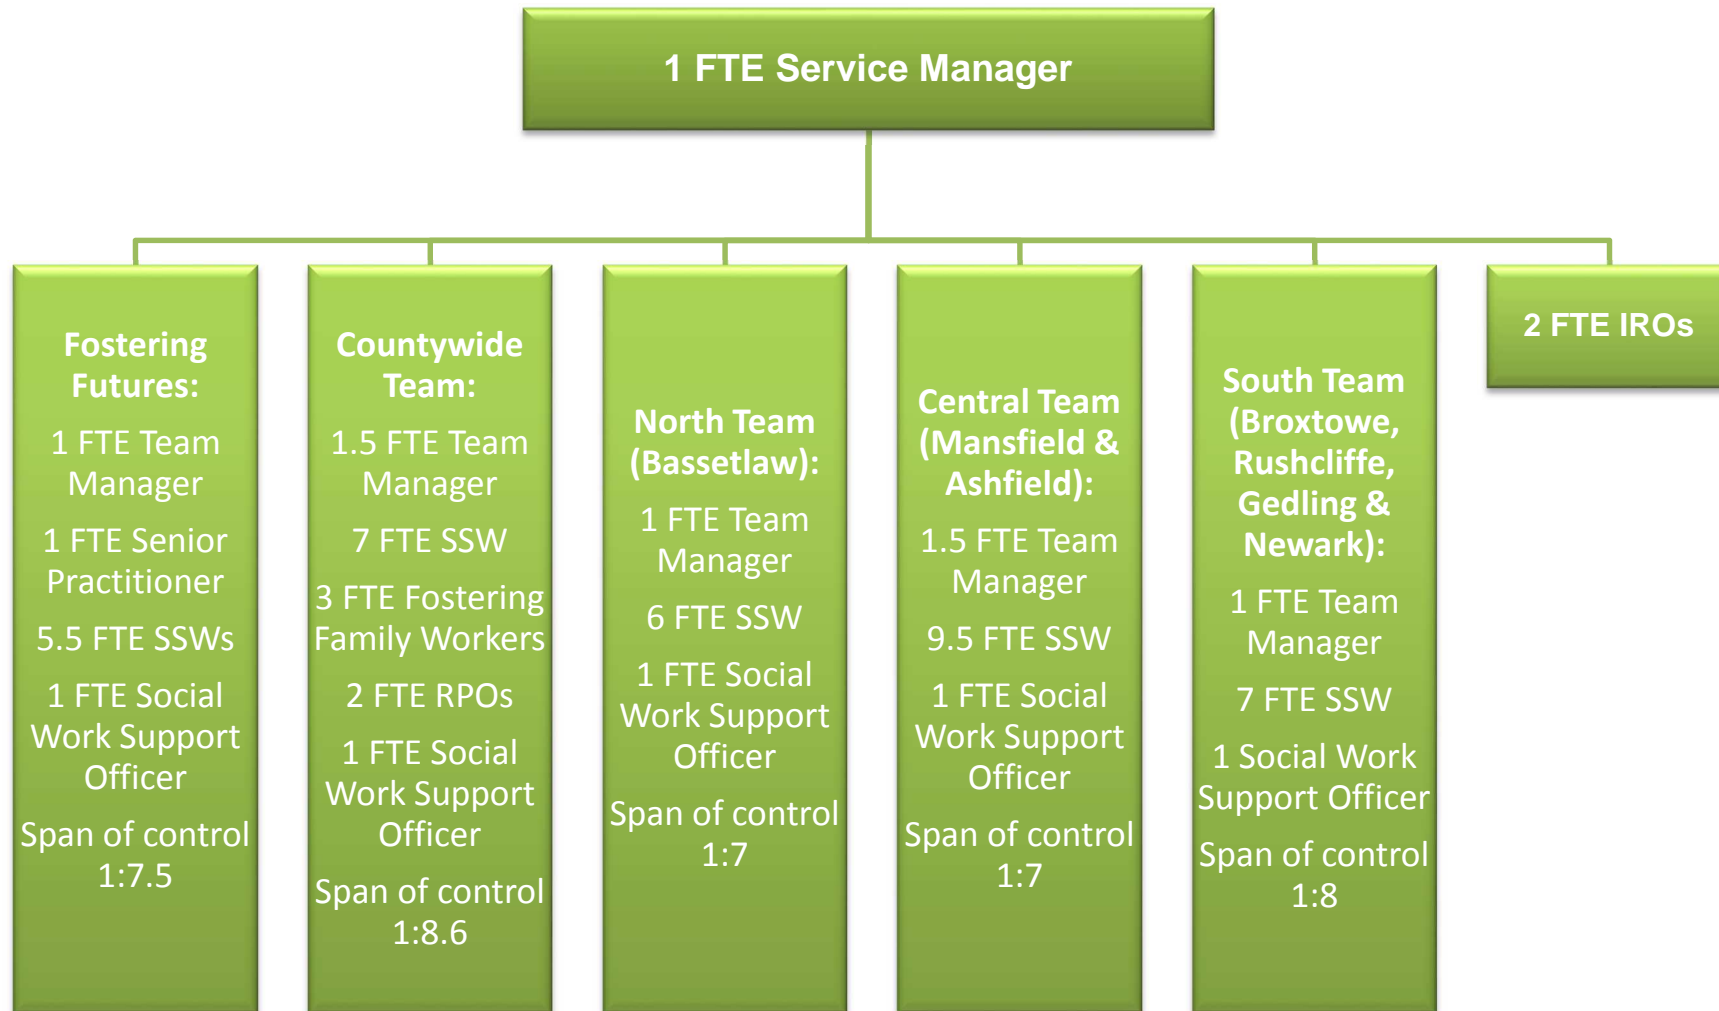 1 FTE Service Manager
Fostering
Futures:
1 FTE Team
Manager
1 FTE Senior
Practitioner
5.5 FTE SSWs
1 FTE Social
Work Support
Officer
Span of control
1:7.5
Countywide
Team:
1.5 FTE Team
Manager
7 FTE SSW
3 FTE Fostering
Family Workers
2 FTE RPOs
1 FTE Social
Work Support
Officer
Span of control
1:8.6
North Team
(Bassetlaw):
1 FTE Team
Manager
6 FTE SSW
1 FTE Social
Work Support
Officer
Span of control
1:7
Central Team
(Mansfield &
Ashfield):
1.5 FTE Team
Manager
9.5 FTE SSW
1 FTE Social
Work Support
Officer
Span of control
1:7
South Team
(Broxtowe,
Rushcliffe,
Gedling &
Newark):
1 FTE Team
Manager
7 FTE SSW
1 Social Work
Support Officer
Span of control
1:8
2 FTE IROs